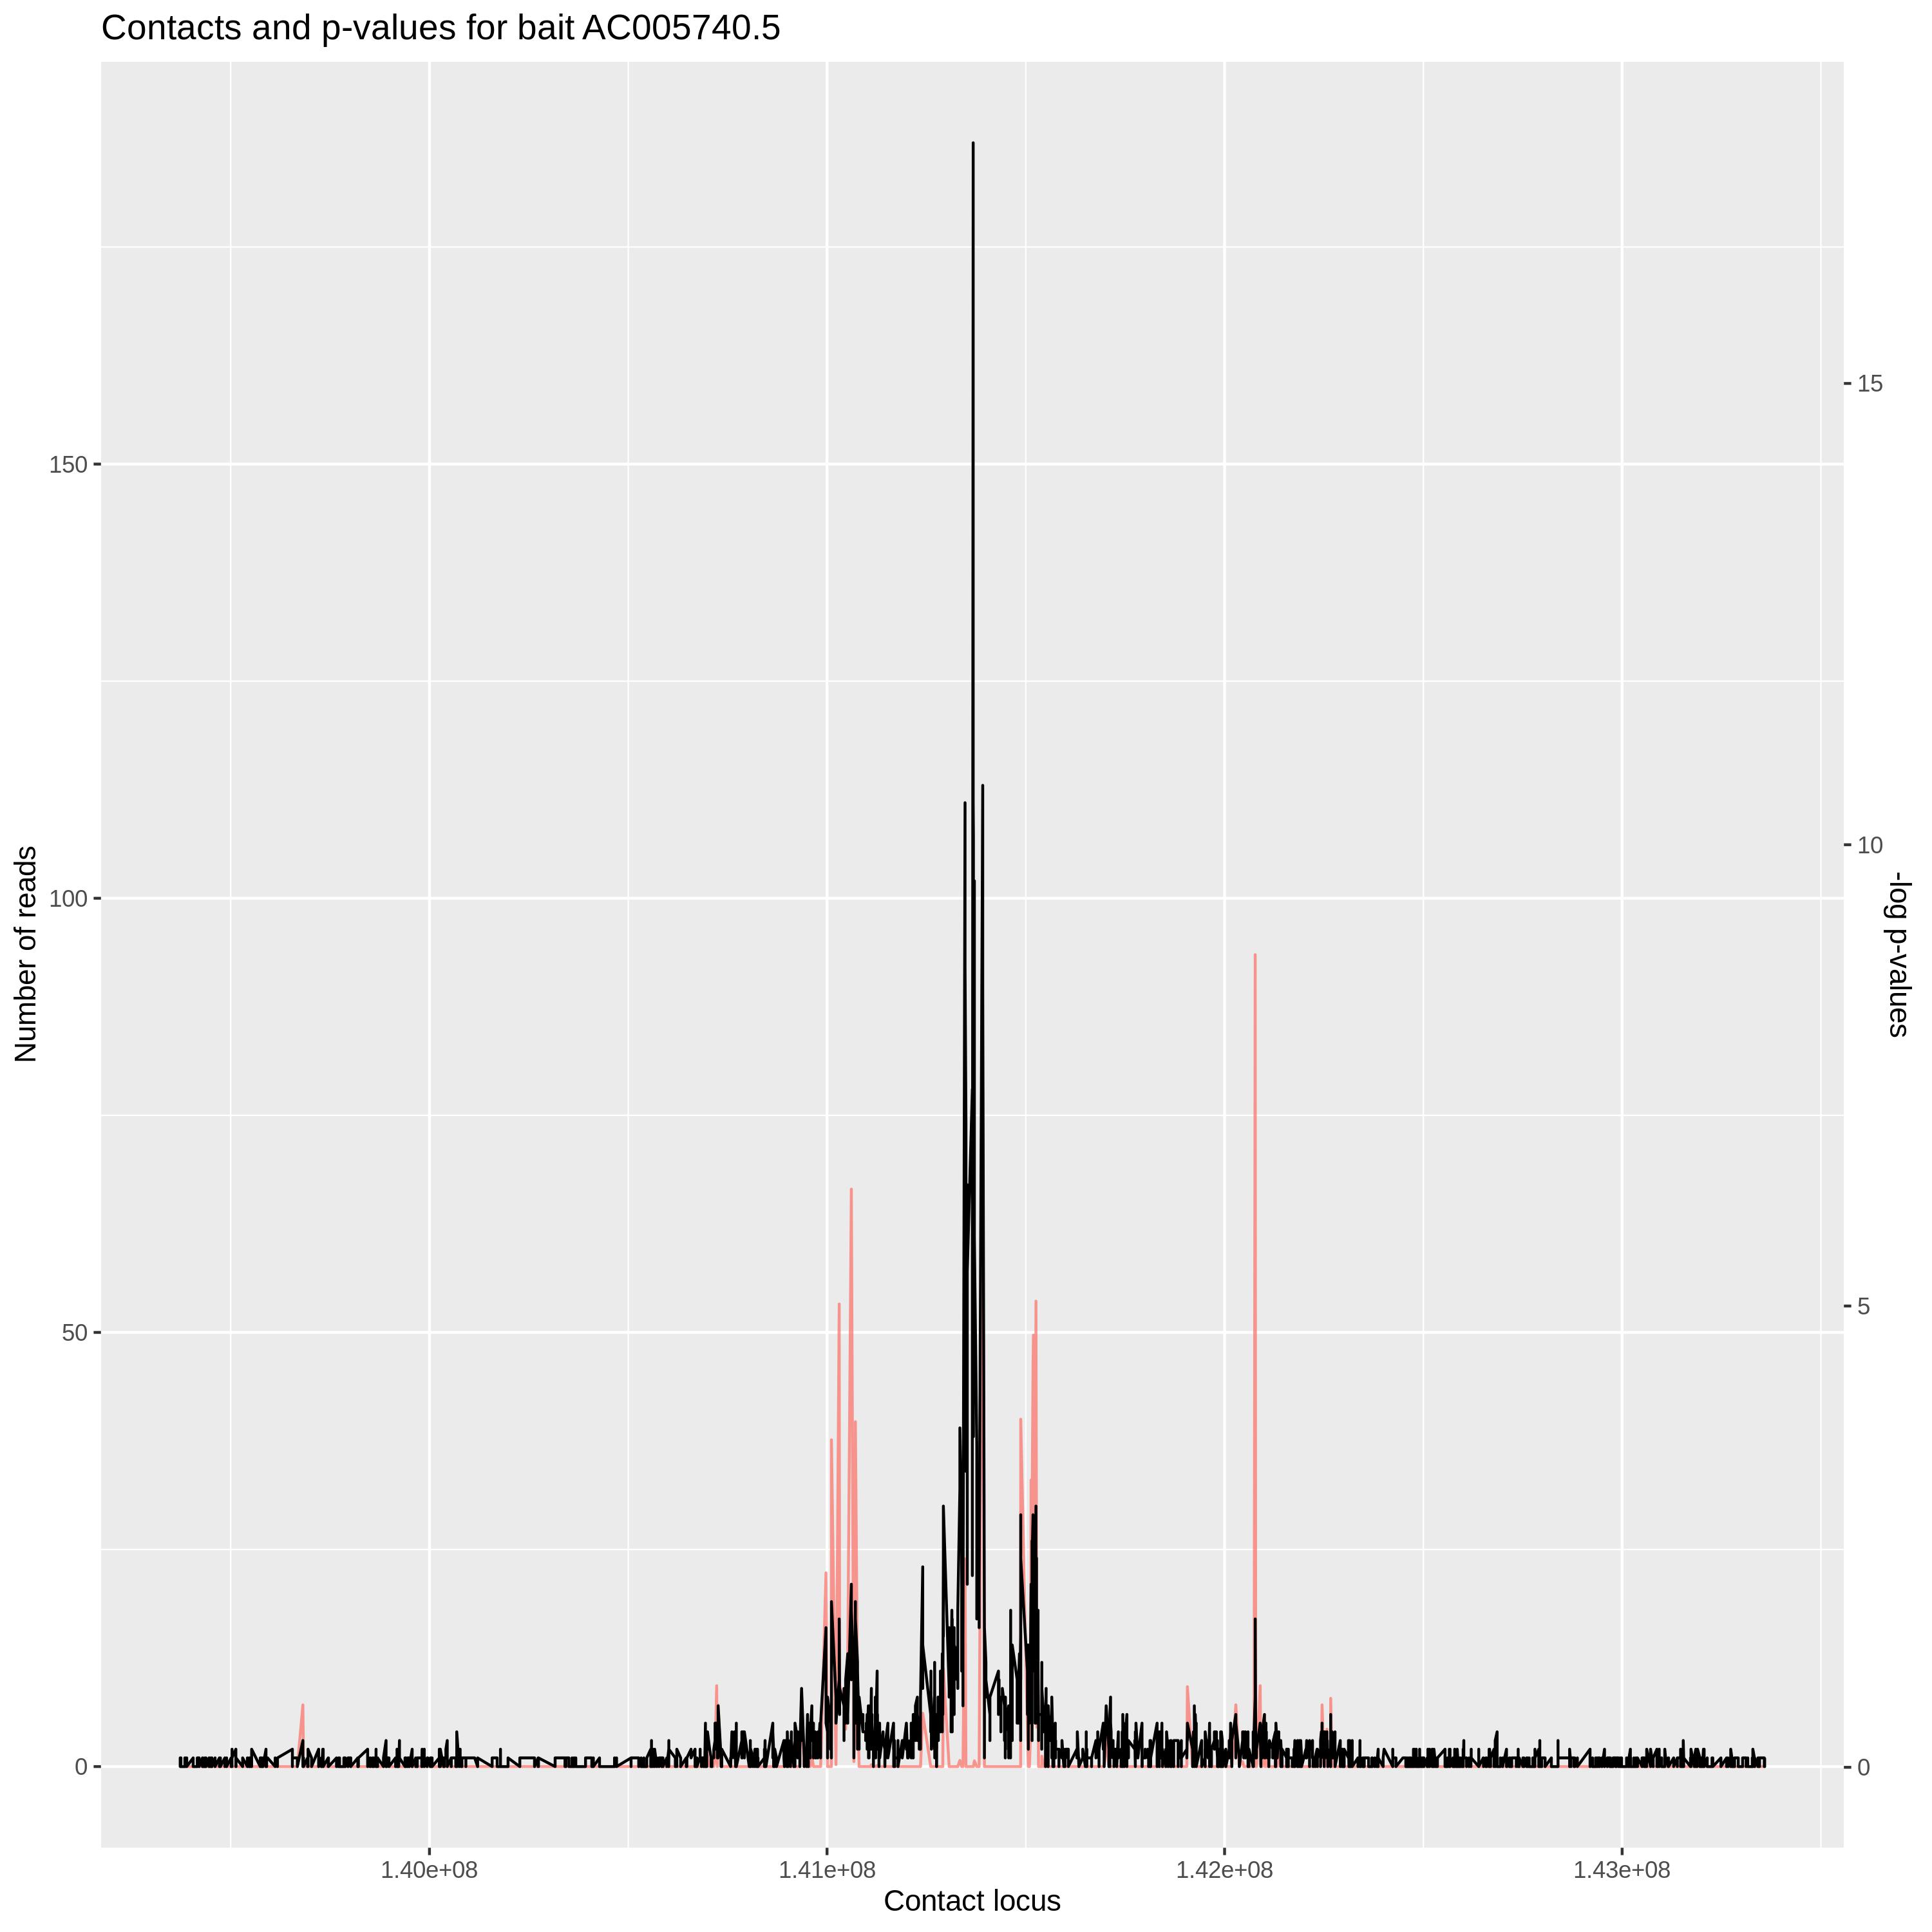 Contacts and p-values for bait AC005740.5
Number of reads
150
100
50
0
15
10
5
0
-log p-values
1.40e+08
1.41e+08
1.42e+08
1.43e+08
Contact locus